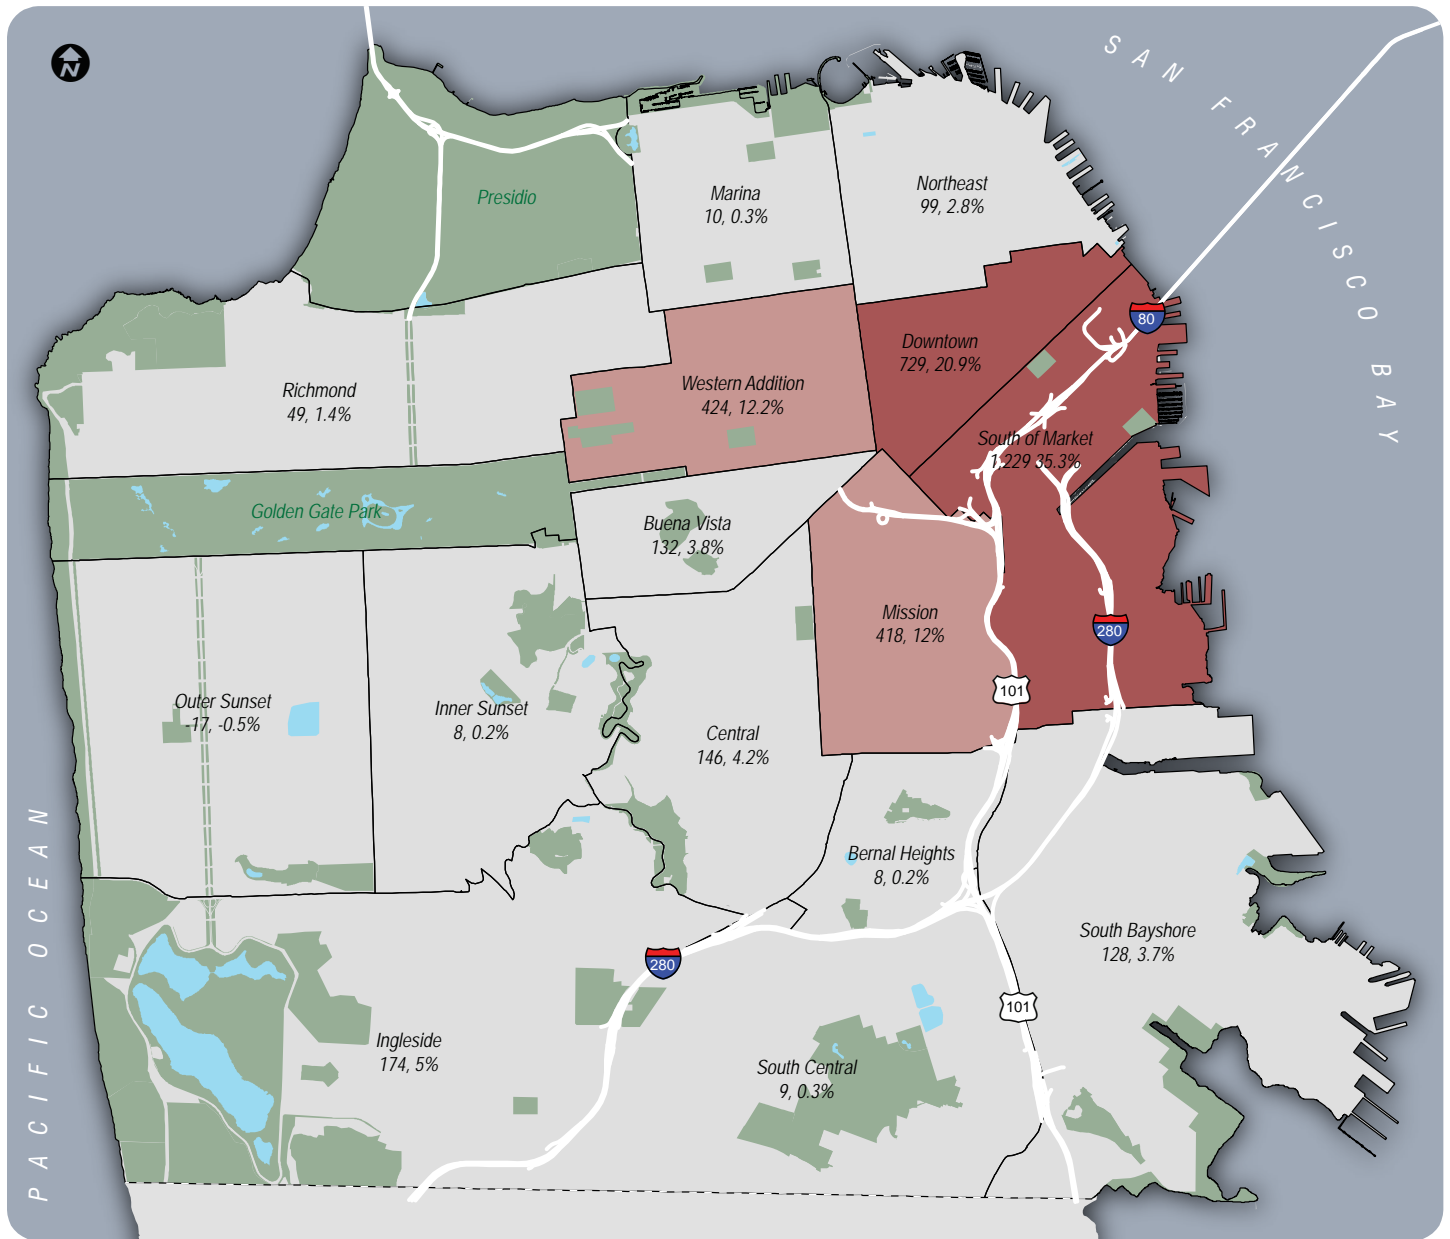 N
SAN FRANCISCO BAY
Presidio
Marina
10, 0.3%
Northeast
99, 2.8%
80
Downtown
729, 20.9%
Richmond
49, 1.4%
Western Addition
424, 12.2%
South of Market
1,229 35.3%
Golden Gate Park
Buena Vista
132, 3.8%
Mission
418, 12%
280
101
Outer Sunset
-17, -0.5%
Inner Sunset
8, 0.2%
Central
146, 4.2%
PACIFIC OCEAN
Bernal Heights
8, 0.2%
South Bayshore
128, 3.7%
280
101
Ingleside
174, 5%
South Central
9, 0.3%